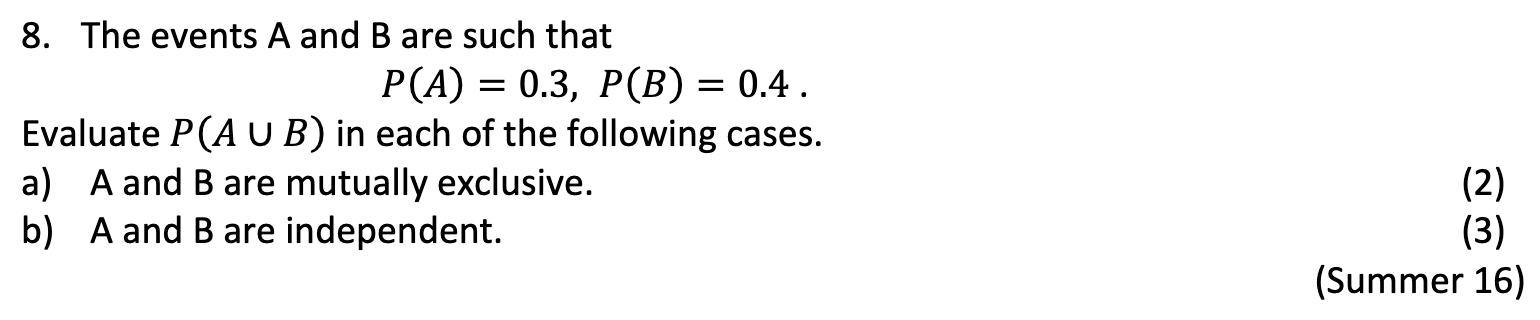 8. The events A and B are such that
P(A) = 0.3, P(B) = 0.4 .
Evaluate P(A ∪ B) in each of the following cases.
a) A and B are mutually exclusive. (2)
b) A and B are independent. (3)
(Summer 16)